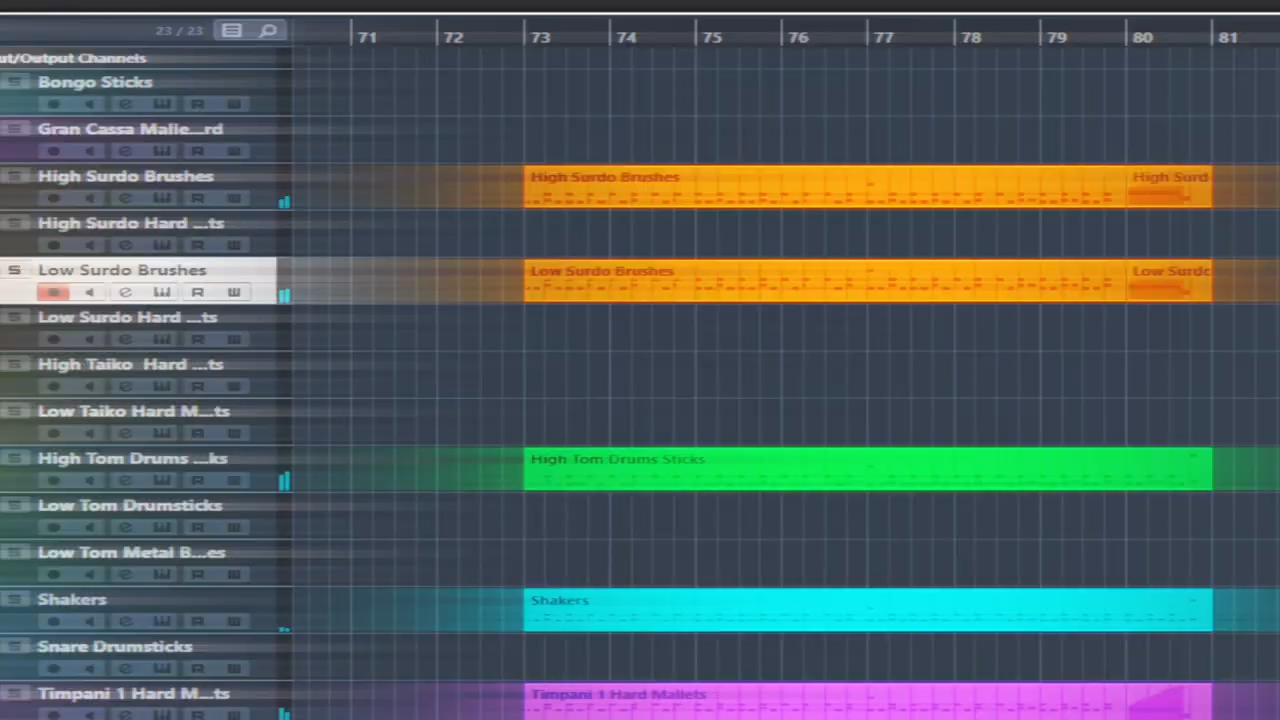 23 / 23
71 72 73 74 75 76 77 78 79 80 81
ut/Output Channels
S Bongo Sticks
R W
S Gran Cassa Malle...rd
R W
S High Surdo Brushes High Surdo Brushes High Surd
R W
S High Surdo Hard ...ts
R W
S Low Surdo Brushes Low Surdo Brushes Low Surdo
R W
S Low Surdo Hard ...ts
R W
S High Taiko Hard ...ts
R W
S Low Taiko Hard M...ts
R W
S High Tom Drums ...ks High Tom Drums Sticks
R W
S Low Tom Drumsticks
R W
S Low Tom Metal B...es
R W
S Shakers Shakers
R W
S Snare Drumsticks
R W
S Timpani 1 Hard M...ts Timpani 1 Hard Mallets
R W